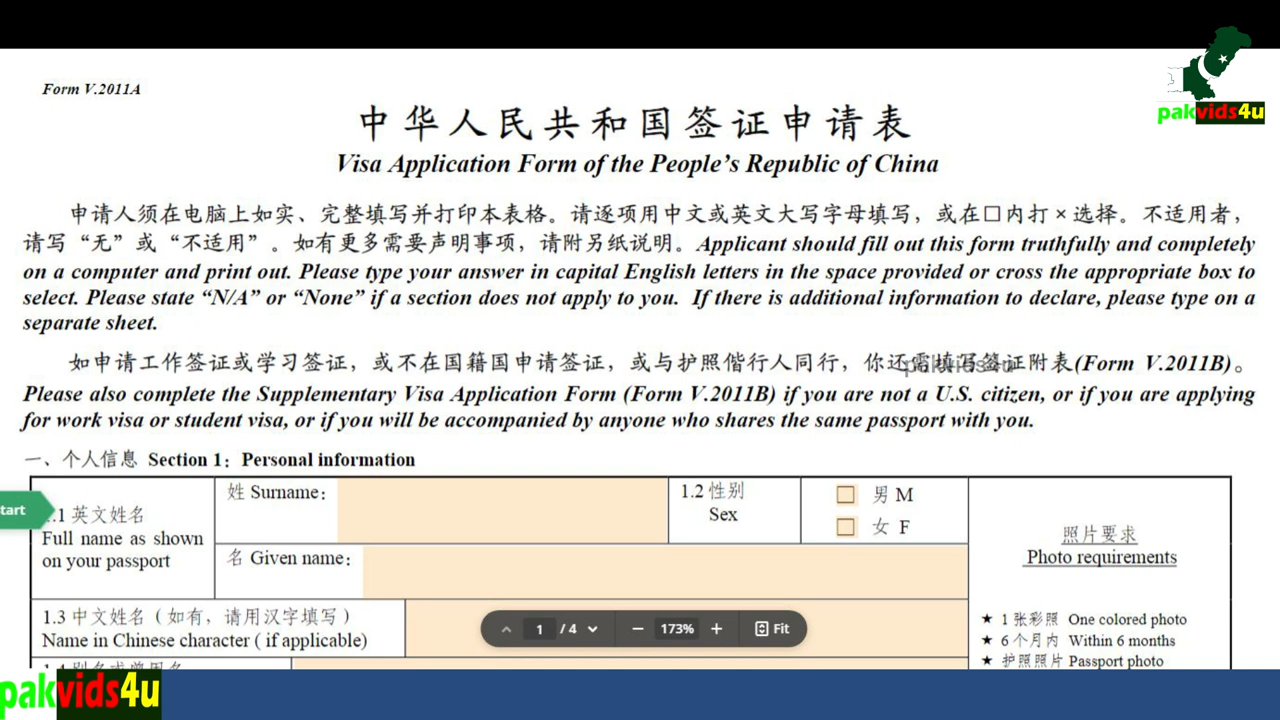 pakvids4u
Form V.2011A
中华人民共和国签证申请表
Visa Application Form of the People's Republic of China
申请人须在电脑上如实、完整填写并打印本表格。请逐项用中文或英文大写字母填写，或在□内打×选择。不适用者，
请写“无”或“不适用”。如有更多需要声明事项，请附另纸说明。Applicant should fill out this form truthfully and completely
on a computer and print out. Please type your answer in capital English letters in the space provided or cross the appropriate box to
select. Please state “N/A” or “None” if a section does not apply to you. If there is additional information to declare, please type on a
separate sheet.
如申请工作签证或学习签证，或不在国籍国申请签证，或与护照偕行人同行，你还需填写签证附表(Form V.2011B)。
pakvids4u
Please also complete the Supplementary Visa Application Form (Form V.2011B) if you are not a U.S. citizen, or if you are applying
for work visa or student visa, or if you will be accompanied by anyone who shares the same passport with you.
一、个人信息 Section 1：Personal information
tart
.1 英文姓名
Full name as shown
on your passport
姓 Surname：
1.2 性别
Sex
男 M
女 F
名 Given name：
照片要求
Photo requirements
1.3 中文姓名（如有，请用汉字填写）
Name in Chinese character ( if applicable)
★ 1 张彩照 One colored photo
★ 6 个月内 Within 6 months
★ 护照照片 Passport photo
1 / 4 173% Fit
pakvids4u